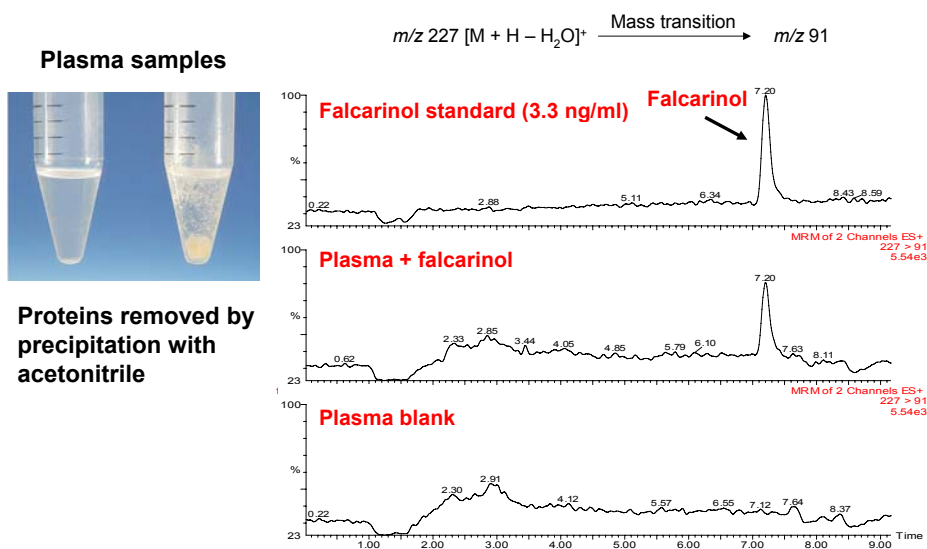 m/z 227 [M + H – H₂O]⁺ Mass transition m/z 91
Plasma samples
100
%
23
Falcarinol standard (3.3 ng/ml)
Falcarinol
7.20
0.22
2.88
5.11
6.34
8.43
8.59
MRM of 2 Channels ES+
227 > 91
5.54e3
100
%
23
Plasma + falcarinol
7.20
0.62
2.33
2.85
3.44
4.05
4.85
5.79
6.10
7.63
8.11
Proteins removed by
precipitation with
acetonitrile
MRM of 2 Channels ES+
227 > 91
5.54e3
100
%
23
Plasma blank
0.22
2.30
2.91
4.12
5.57
6.55
7.12
7.64
8.37
1.00 2.00 3.00 4.00 5.00 6.00 7.00 8.00 9.00 Time